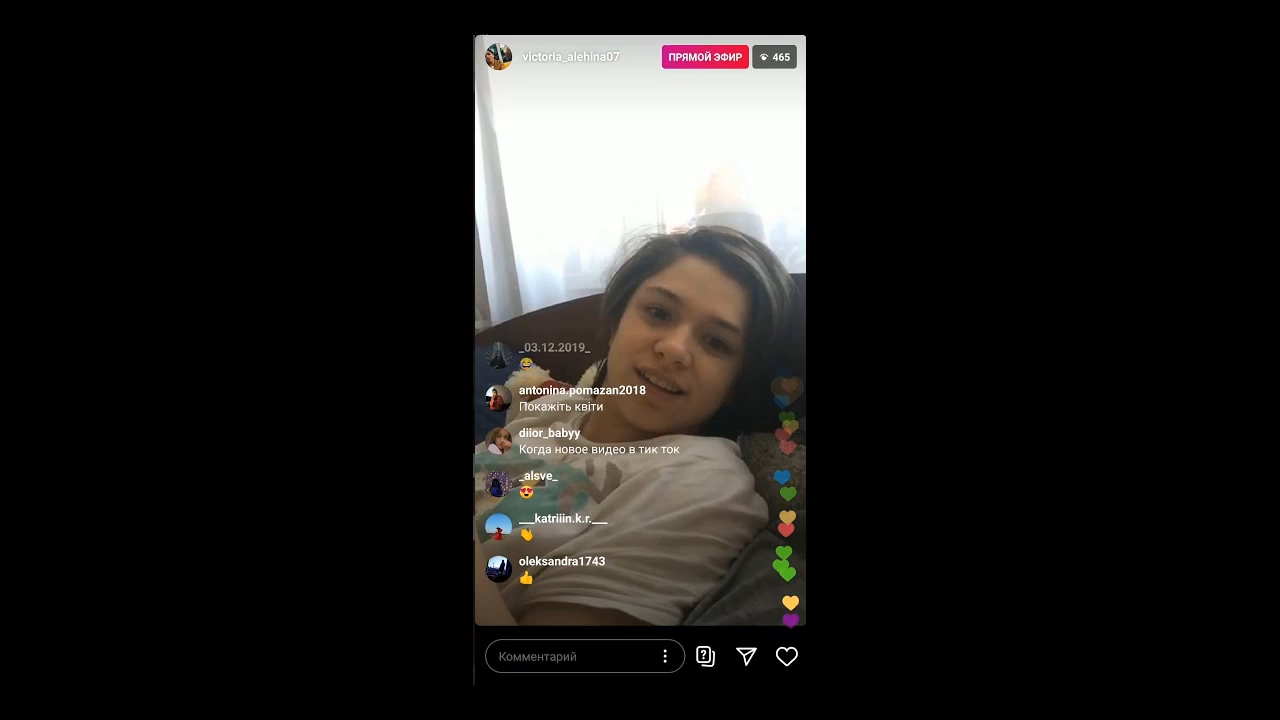 victoria_alehina07
ПРЯМОЙ ЭФИР
465
_03.12.2019_
😂
antonina.pomazan2018
Покажіть квіти
diior_babyy
Когда новое видео в тик ток
_alsve_
😍
___katriiin.k.r.___
👏
oleksandra1743
👍
Комментарий